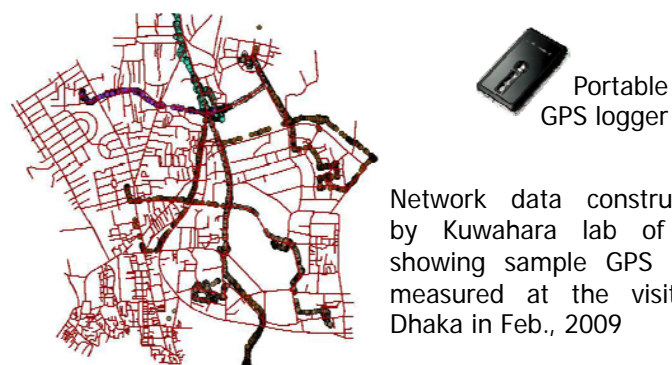 Portable
GPS logger
Network data constru
by Kuwahara lab of
showing sample GPS
measured at the visit
Dhaka in Feb., 2009